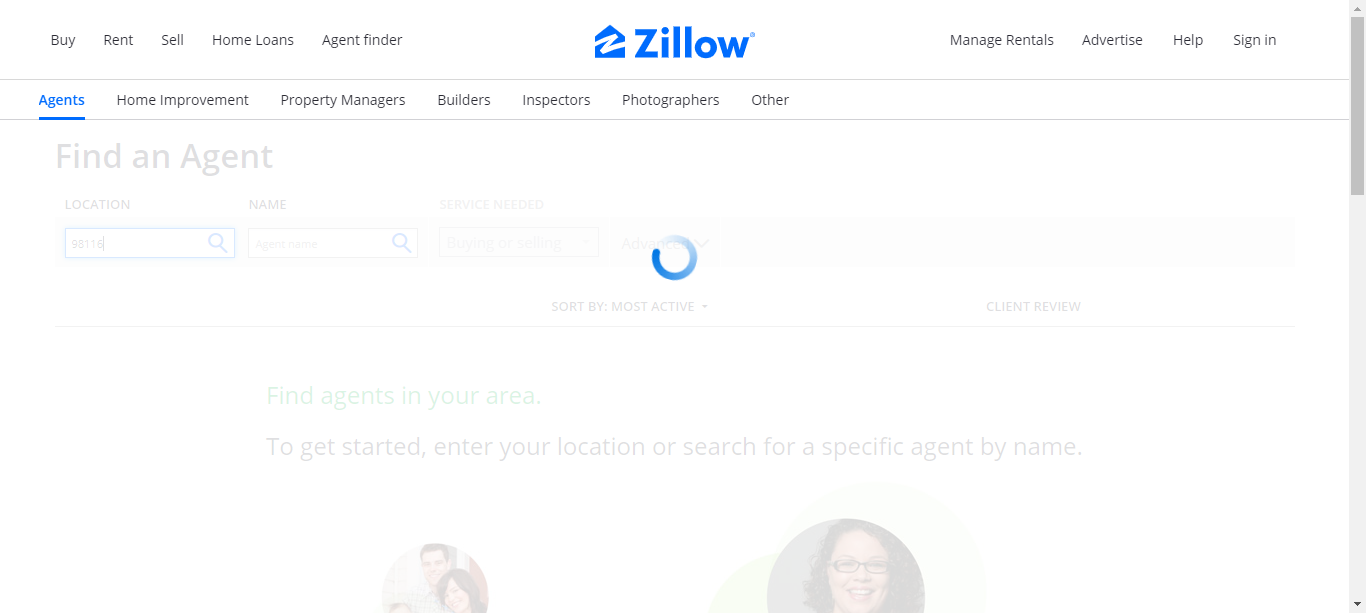 Buy Rent Sell Home Loans Agent finder Zillow® Manage Rentals Advertise Help Sign in
Agents Home Improvement Property Managers Builders Inspectors Photographers Other
Find an Agent
LOCATION NAME SERVICE NEEDED
98116 Agent name Buying or selling Advanced
SORT BY: MOST ACTIVE CLIENT REVIEW
Find agents in your area.
To get started, enter your location or search for a specific agent by name.